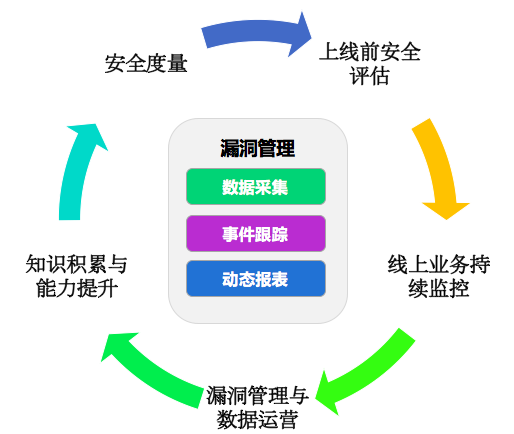 安全度量
上线前安全
评估
漏洞管理
数据采集
事件跟踪
动态报表
知识积累与
能力提升
线上业务持
续监控
漏洞管理与
数据运营